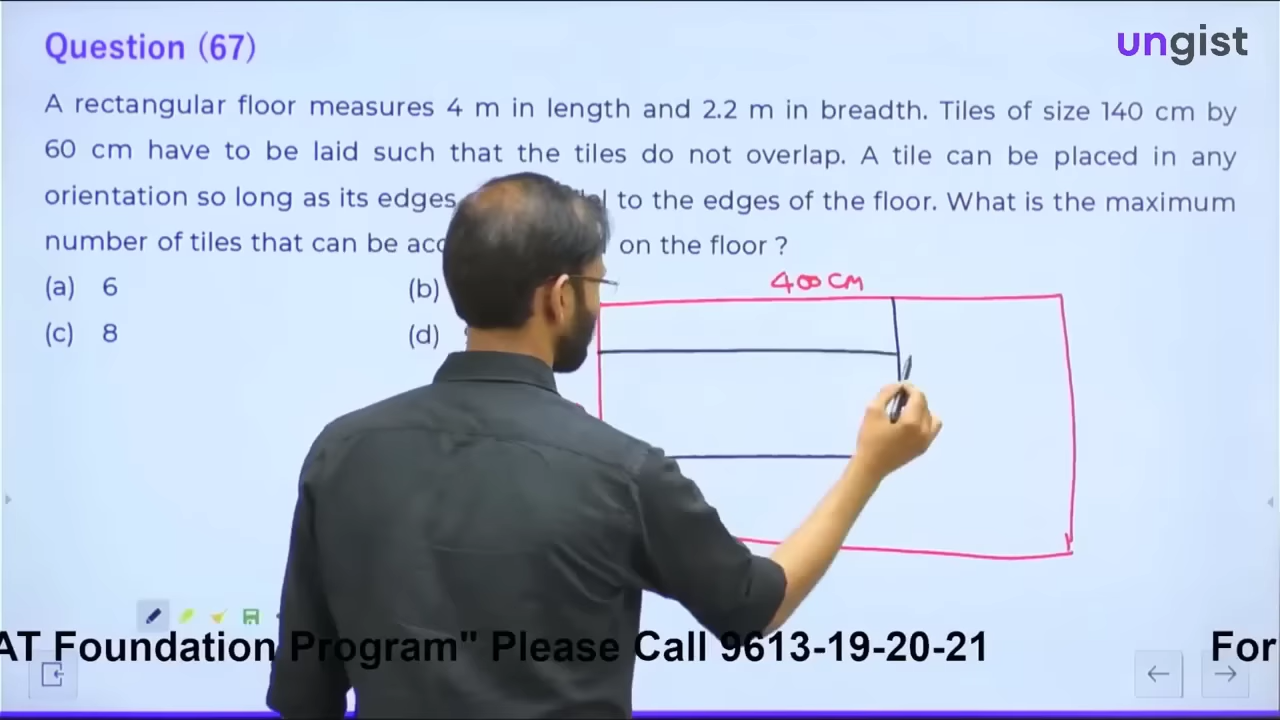 Question (67)
ungist
A rectangular floor measures 4 m in length and 2.2 m in breadth. Tiles of size 140 cm by
60 cm have to be laid such that the tiles do not overlap. A tile can be placed in any
orientation so long as its edges to the edges of the floor. What is the maximum
number of tiles that can be on the floor ?
(a) 6
(b)
(c) 8
(d)
400 CM
AT Foundation Program" Please Call 9613-19-20-21
For